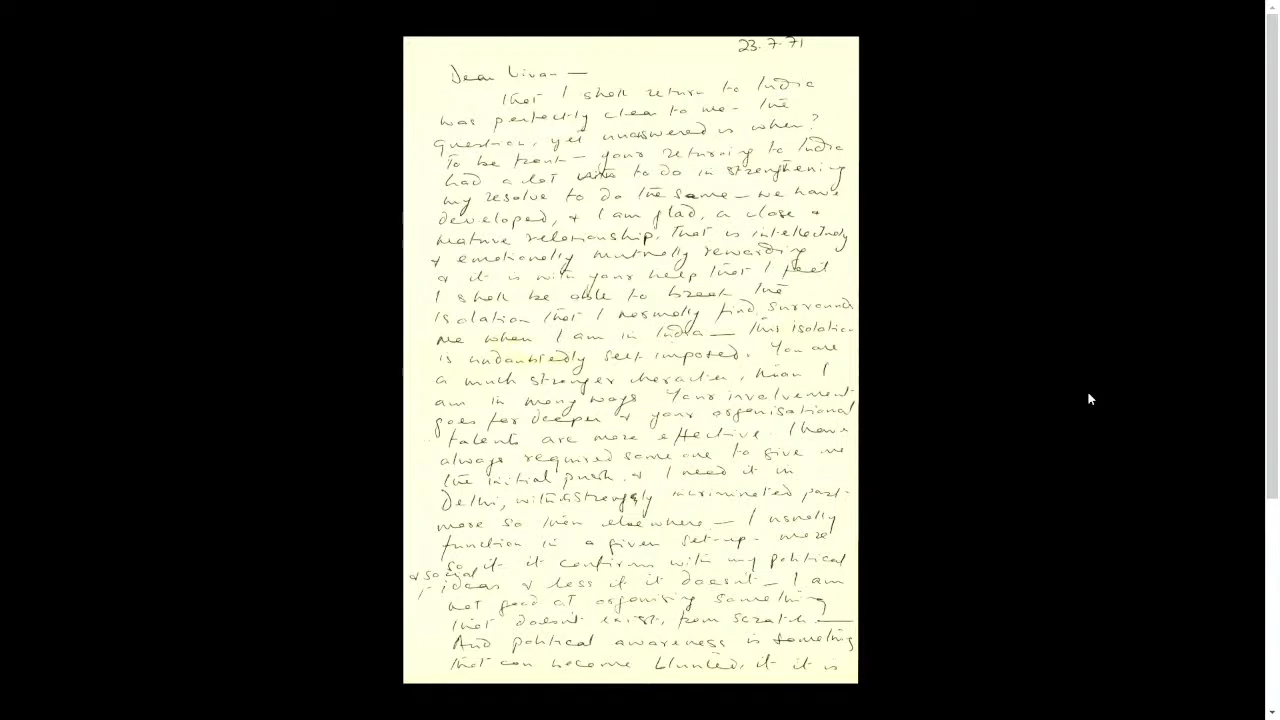 23.7.71
Dear Vivan —
that I shall return to India
was perfectly clear to me - the
question, yet unanswered is when?
To be frank — your returning to India
had a lot to do in strengthening
my resolve to do the same — we have
developed, & I am glad, a close &
mature relationship. That is intellectually
& emotionally mutually rewarding
& it is with your help that I feel
I shall be able to break the
isolation that I normally find surrounds
me when I am in India — This isolation
is undoubtedly self imposed. You are
a much stronger character, than I
am in many ways Your involvement
goes far deeper & your organisational
talents are more effective. I have
always required some one to give me
the initial push, & I need it in
Delhi, with strongly past-
more so then elsewhere — I usually
function in a given set-up - more
so if it confirms with my political
& social
ideas & less if it doesn't — I am
not good at organising something
that doesn't exist, from scratch —
And political awareness is something
that can become blunted, if it is